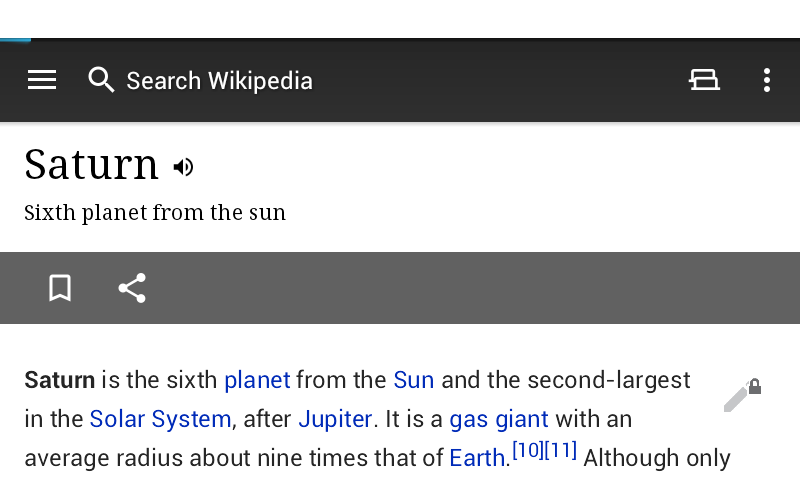 Search Wikipedia
Saturn
Sixth planet from the sun
Saturn is the sixth planet from the Sun and the second-largest
in the Solar System, after Jupiter. It is a gas giant with an
average radius about nine times that of Earth.[10][11] Although only